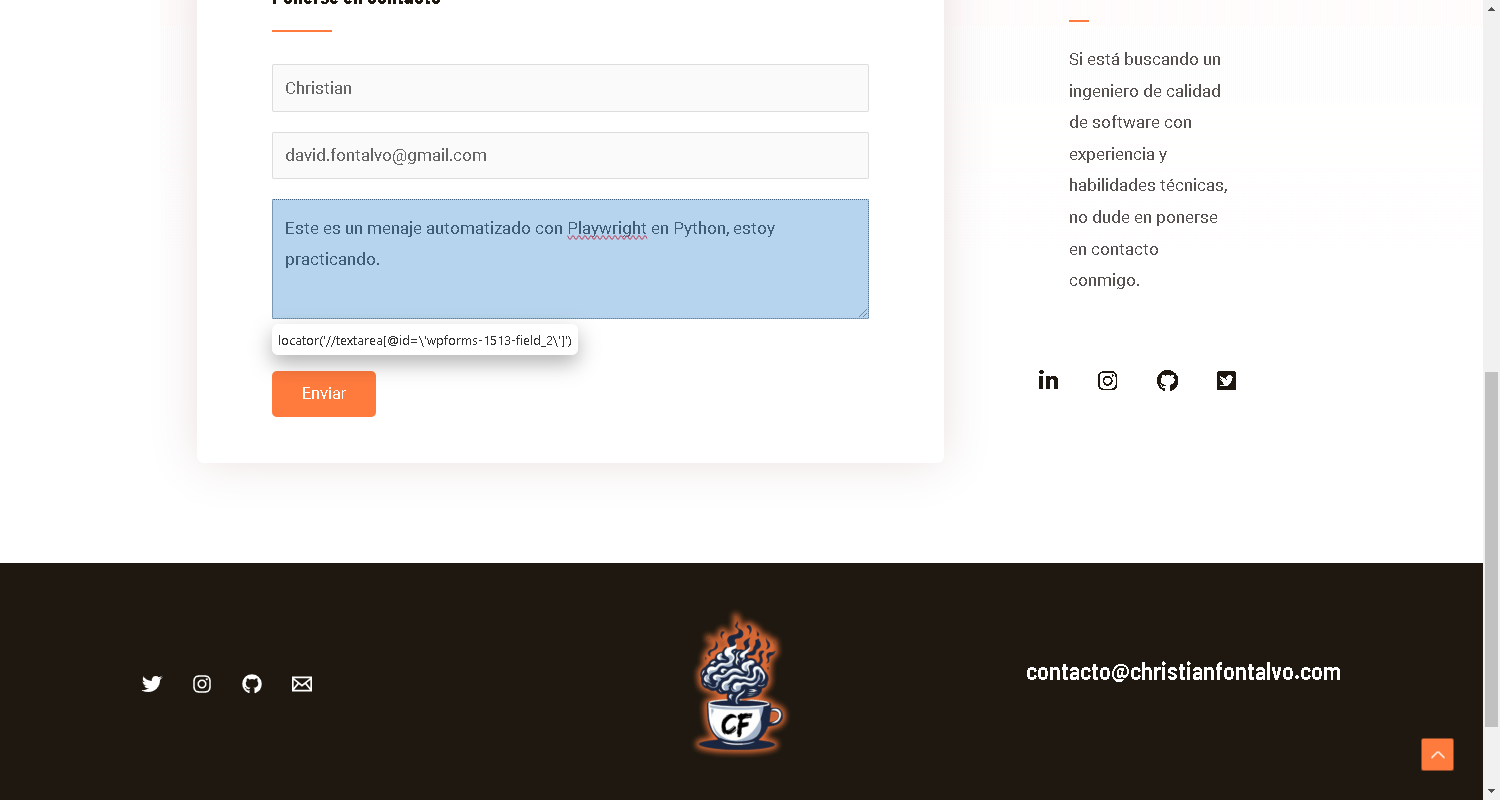 Ponerse en contacto
Christian
david.fontalvo@gmail.com
Este es un menaje automatizado con Playwright en Python, estoy
practicando.
locator('//textarea[@id=\'wpforms-1513-field_2\']')
Enviar
Si está buscando un
ingeniero de calidad
de software con
experiencia y
habilidades técnicas,
no dude en ponerse
en contacto
conmigo.
CF
contacto@christianfontalvo.com